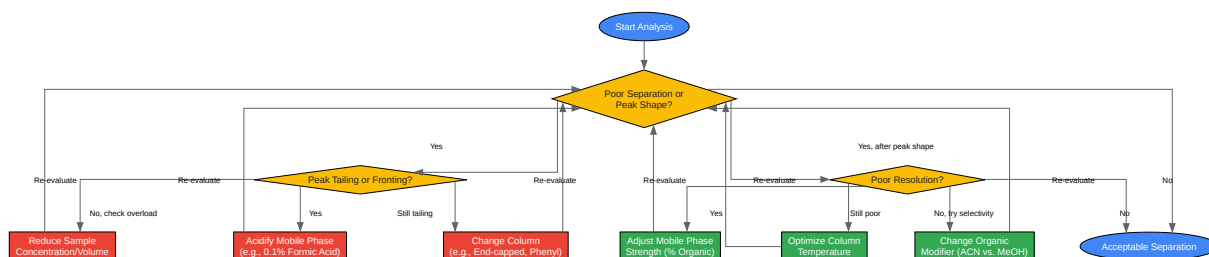 Start Analysis
Poor Separation or
Peak Shape?
Yes
Yes, after peak shape
Re-evaluate
Re-evaluate
Peak Tailing or Fronting?
Re-evaluate
Re-evaluate
Re-evaluate
Poor Resolution?
Re-evaluate
No
No, check overload
Yes
Still tailing
Yes
Still poor
No, try selectivity
No
Reduce Sample
Concentration/Volume
Acidify Mobile Phase
(e.g., 0.1% Formic Acid)
Change Column
(e.g., End-capped, Phenyl)
Adjust Mobile Phase
Strength (% Organic)
Optimize Column
Temperature
Change Organic
Modifier (ACN vs. MeOH)
Acceptable Separation